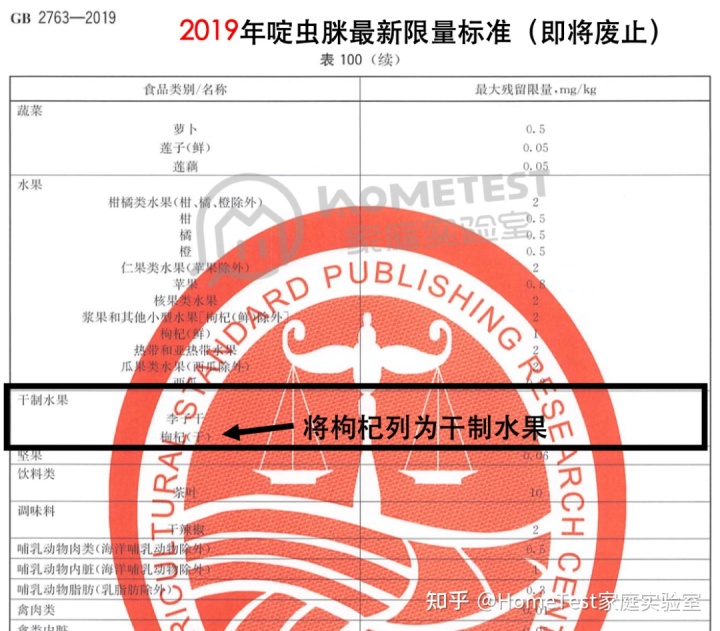 GB 2763—2019
2019年啶虫脒最新限量标准（即将废止）
表 100（续）
食品类别/名称 最大残留限量,mg/kg
蔬菜
萝卜 0.5
莲子(鲜) 0.05
莲藕 0.05
水果
HOMETEST
家庭实验室
柑橘类水果(柑、橘、橙除外) 2
柑 0.5
橘 0.5
橙 0.5
仁果类水果(苹果除外) 2
苹果 0.8
核果类水果 2
浆果和其他小型水果[枸杞(鲜)除外] 2
枸杞(鲜) 1
热带和亚热带水果 2
瓜果类水果(西瓜除外) 2
干制水果
李子干
枸杞(干)
将枸杞列为干制水果
坚果 0.06
饮料类
茶叶 10
调味料
干辣椒 2
哺乳动物肉类(海洋哺乳动物除外) 0.5
哺乳动物内脏(海洋哺乳动物除外) 1
哺乳动物脂肪(乳脂肪除外) 0.3
禽肉类
禽类内脏
STANDARD PUBLISHING RESEARCH
知乎 @HomeTest家庭实验室